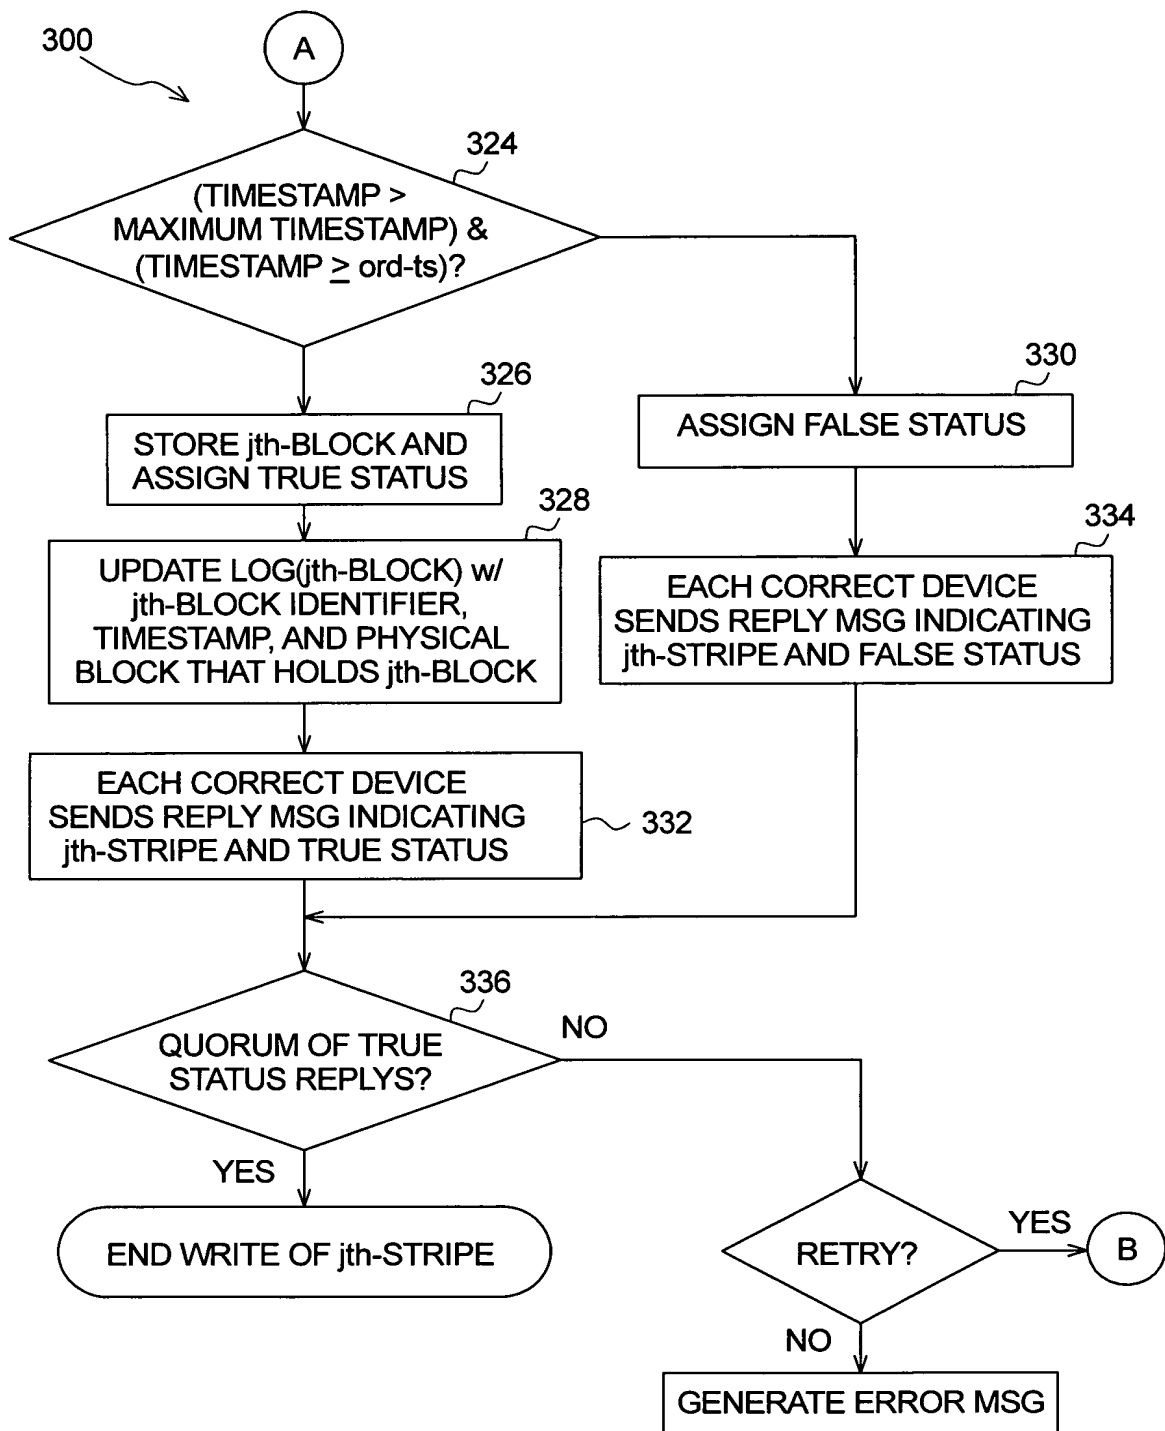 300
A
324
(TIMESTAMP >
MAXIMUM TIMESTAMP) &
(TIMESTAMP ≥ ord-ts)?
326
STORE jth-BLOCK AND
ASSIGN TRUE STATUS
330
ASSIGN FALSE STATUS
328
UPDATE LOG(jth-BLOCK) w/
jth-BLOCK IDENTIFIER,
TIMESTAMP, AND PHYSICAL
BLOCK THAT HOLDS jth-BLOCK
334
EACH CORRECT DEVICE
SENDS REPLY MSG INDICATING
jth-STRIPE AND FALSE STATUS
EACH CORRECT DEVICE
SENDS REPLY MSG INDICATING
jth-STRIPE AND TRUE STATUS
332
336
QUORUM OF TRUE
STATUS REPLYS?
NO
YES
END WRITE OF jth-STRIPE
RETRY?
YES
B
NO
GENERATE ERROR MSG